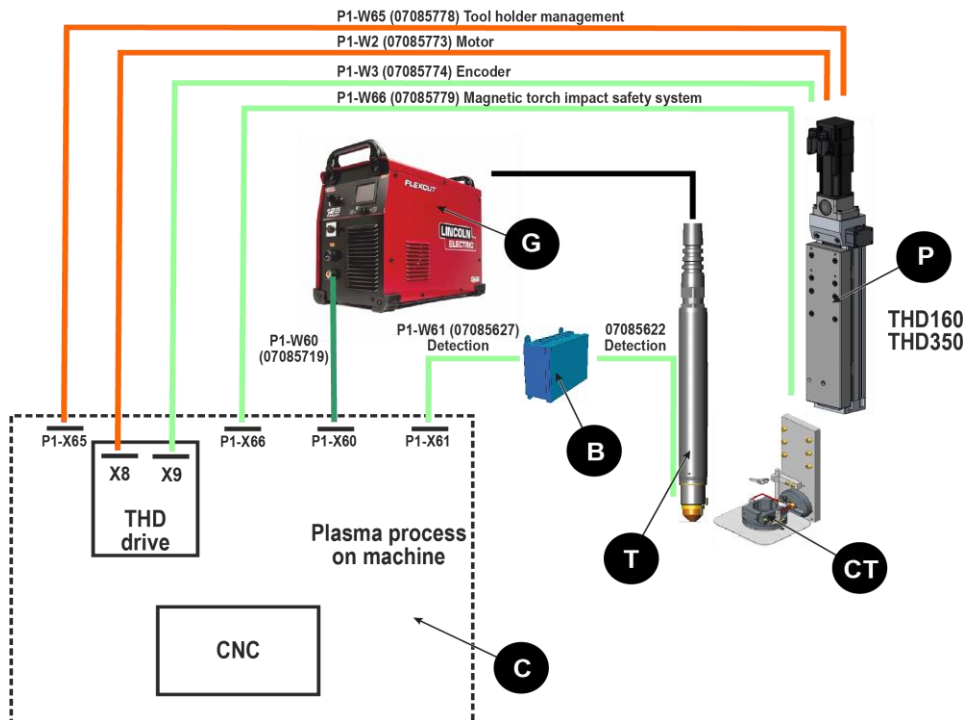 P1-W65 (07085778) Tool holder management
P1-W2 (07085773) Motor
P1-W3 (07085774) Encoder
P1-W66 (07085779) Magnetic torch impact safety system
FLEXCUT
125
LINCOLN
ELECTRIC
G
P
THD160
THD350
P1-W60
(07085719)
P1-W61 (07085627)
Detection
07085622
Detection
B
P1-X65
P1-X66
P1-X60
P1-X61
X8
X9
THD
drive
Plasma process
on machine
T
CT
CNC
C